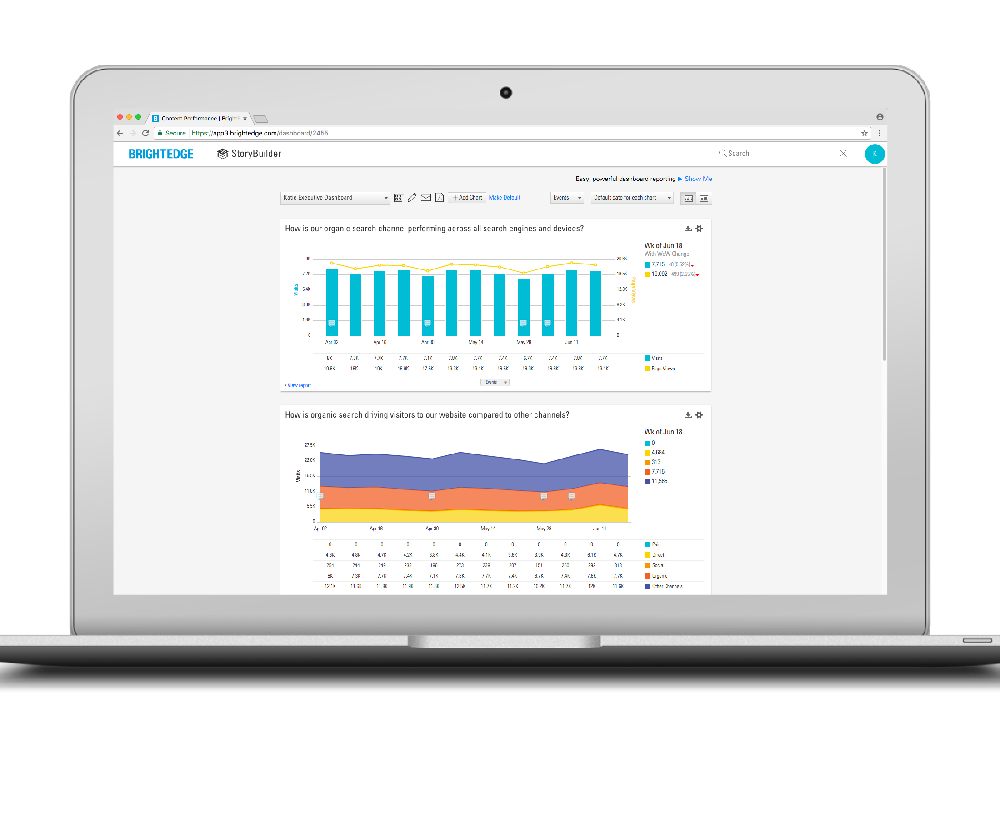 Content Performance | BrightE
Secure https://app3.brightedge.com/dashboard/2455
BRIGHTEDGE StoryBuilder Search K
Easy, powerful dashboard reporting Show Me
Katie Executive Dashboard Add Chart Make Default Events Default date for each chart
How is our organic search channel performing across all search engines and devices?
Wk of Jun 18
With WoW Change
7,715 40 (0.52%)
19,092 499 (2.55%)
9K 20.6K
7.2K 16.5K
5.4K 12.3K
3.6K 8.2K
1.8K 4.1K
0 0
Visits
Page Views
Apr 02 Apr 16 Apr 30 May 14 May 28 Jun 11
8K 7.3K 7.7K 7.7K 7.1K 7.8K 7.7K 7.4K 6.7K 7.4K 7.8K 7.7K Visits
19.6K 18K 19K 18.9K 17.5K 19.3K 19.1K 18.5K 16.9K 18.6K 19.6K 19.1K Page Views
Events
View report
How is organic search driving visitors to our website compared to other channels?
Wk of Jun 18
0
4,684
313
7,715
11,565
27.5K
22.0K
16.5K
11.0K
5.5K
0
Visits
Apr 02 Apr 16 Apr 30 May 14 May 28 Jun 11
0 0 0 0 0 0 0 0 0 0 0 0 Paid
4.6K 4.8K 4.7K 4.2K 3.8K 4.4K 4.1K 3.8K 3.9K 4.3K 6.1K 4.7K Direct
254 244 249 233 196 273 239 207 151 250 292 313 Social
8K 7.3K 7.7K 7.4K 7.1K 7.8K 7.7K 7.4K 6.7K 7.4K 7.8K 7.7K Organic
12.1K 11.6K 11.8K 11.9K 11.6K 12.5K 11.7K 11.2K 10.2K 11.7K 12K 11.6K Other Channels